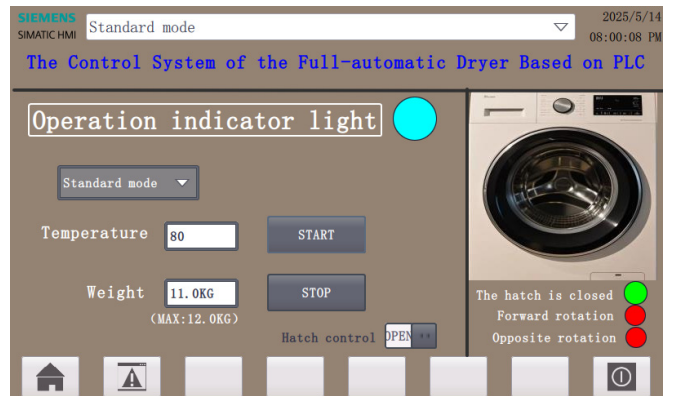 SIEMENS
SIMATIC HMI
Standard mode
2025/5/14
08:00:08 PM
The Control System of the Full-automatic Dryer Based on PLC
Operation indicator light
Standard mode
Temperature 80 START
Weight 11.0KG STOP
(MAX:12.0KG)
Hatch control OPEN
The hatch is closed
Forward rotation
Opposite rotation